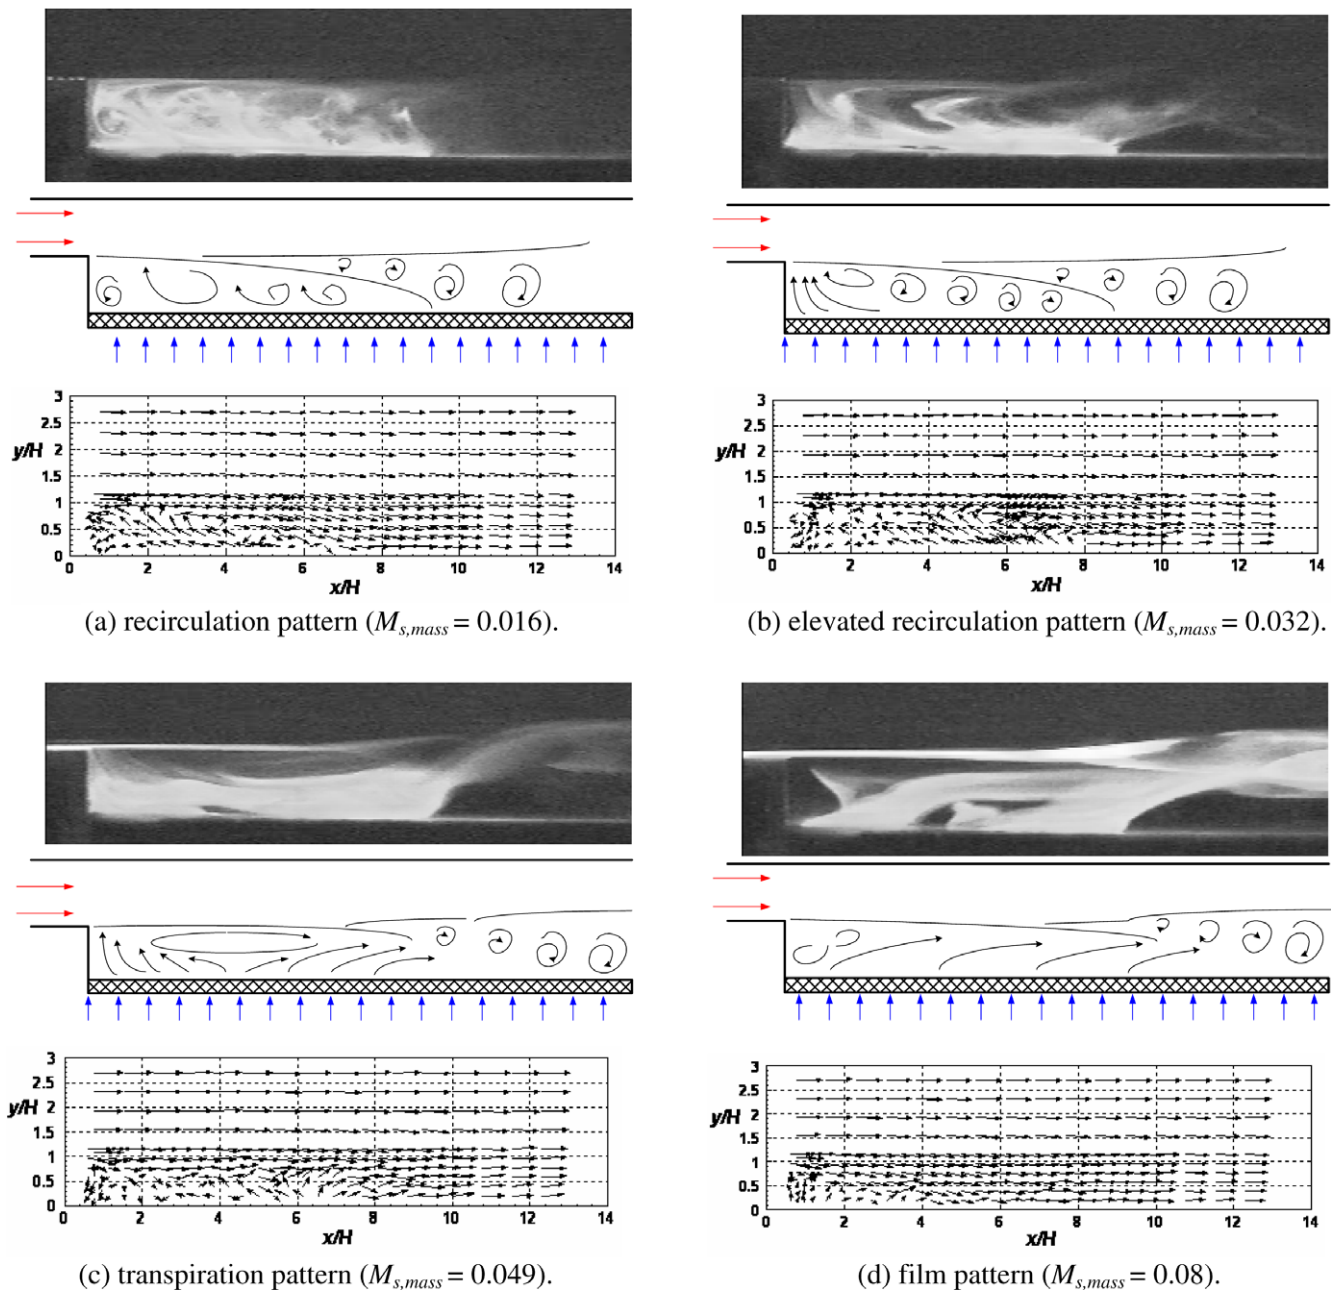 3
2.5
y/H
2
1.5
1
0.5
0
0 2 4 6 8 10 12 14
x/H
(a) recirculation pattern (M_{s,mass} = 0.016).
3
2.5
y/H
2
1.5
1
0.5
0
0 2 4 6 8 10 12 14
x/H
(b) elevated recirculation pattern (M_{s,mass} = 0.032).
3
2.5
y/H
2
1.5
1
0.5
0
0 2 4 6 8 10 12 14
x/H
(c) transpiration pattern (M_{s,mass} = 0.049).
3
2.5
y/H
2
1.5
1
0.5
0
0 2 4 6 8 10 12 14
x/H
(d) film pattern (M_{s,mass} = 0.08).